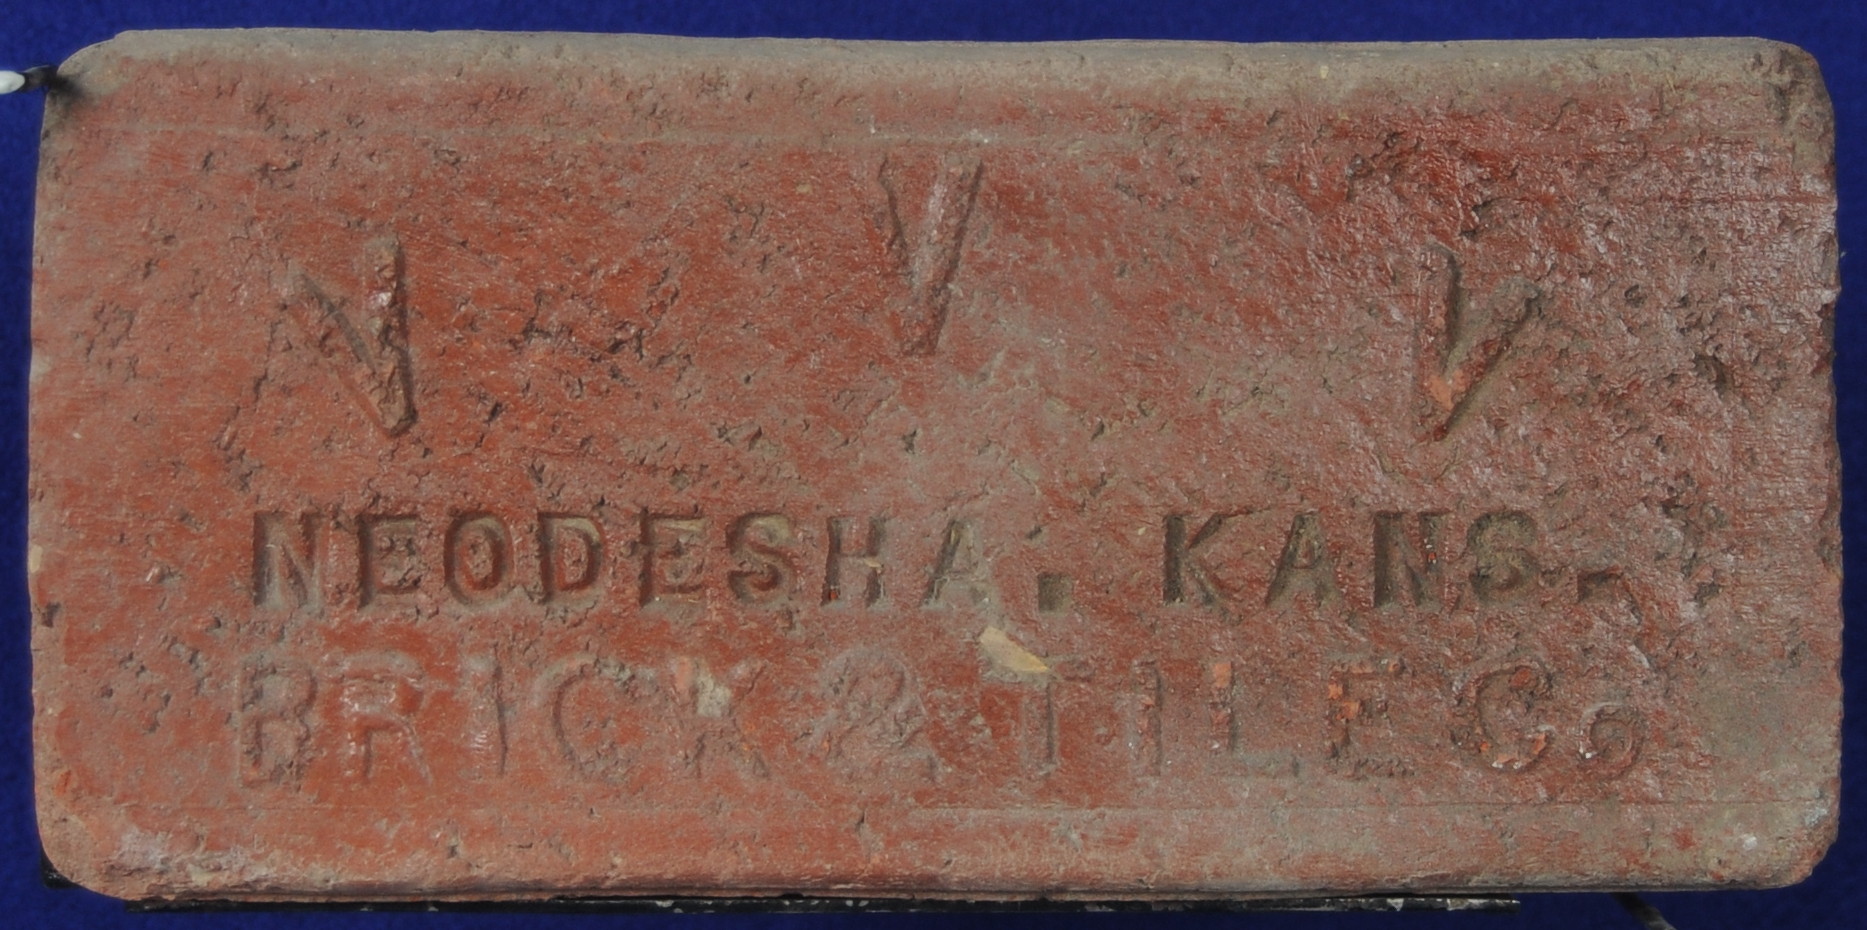 V V V
NEODESHA. KANS.
BRICK & TILE Co